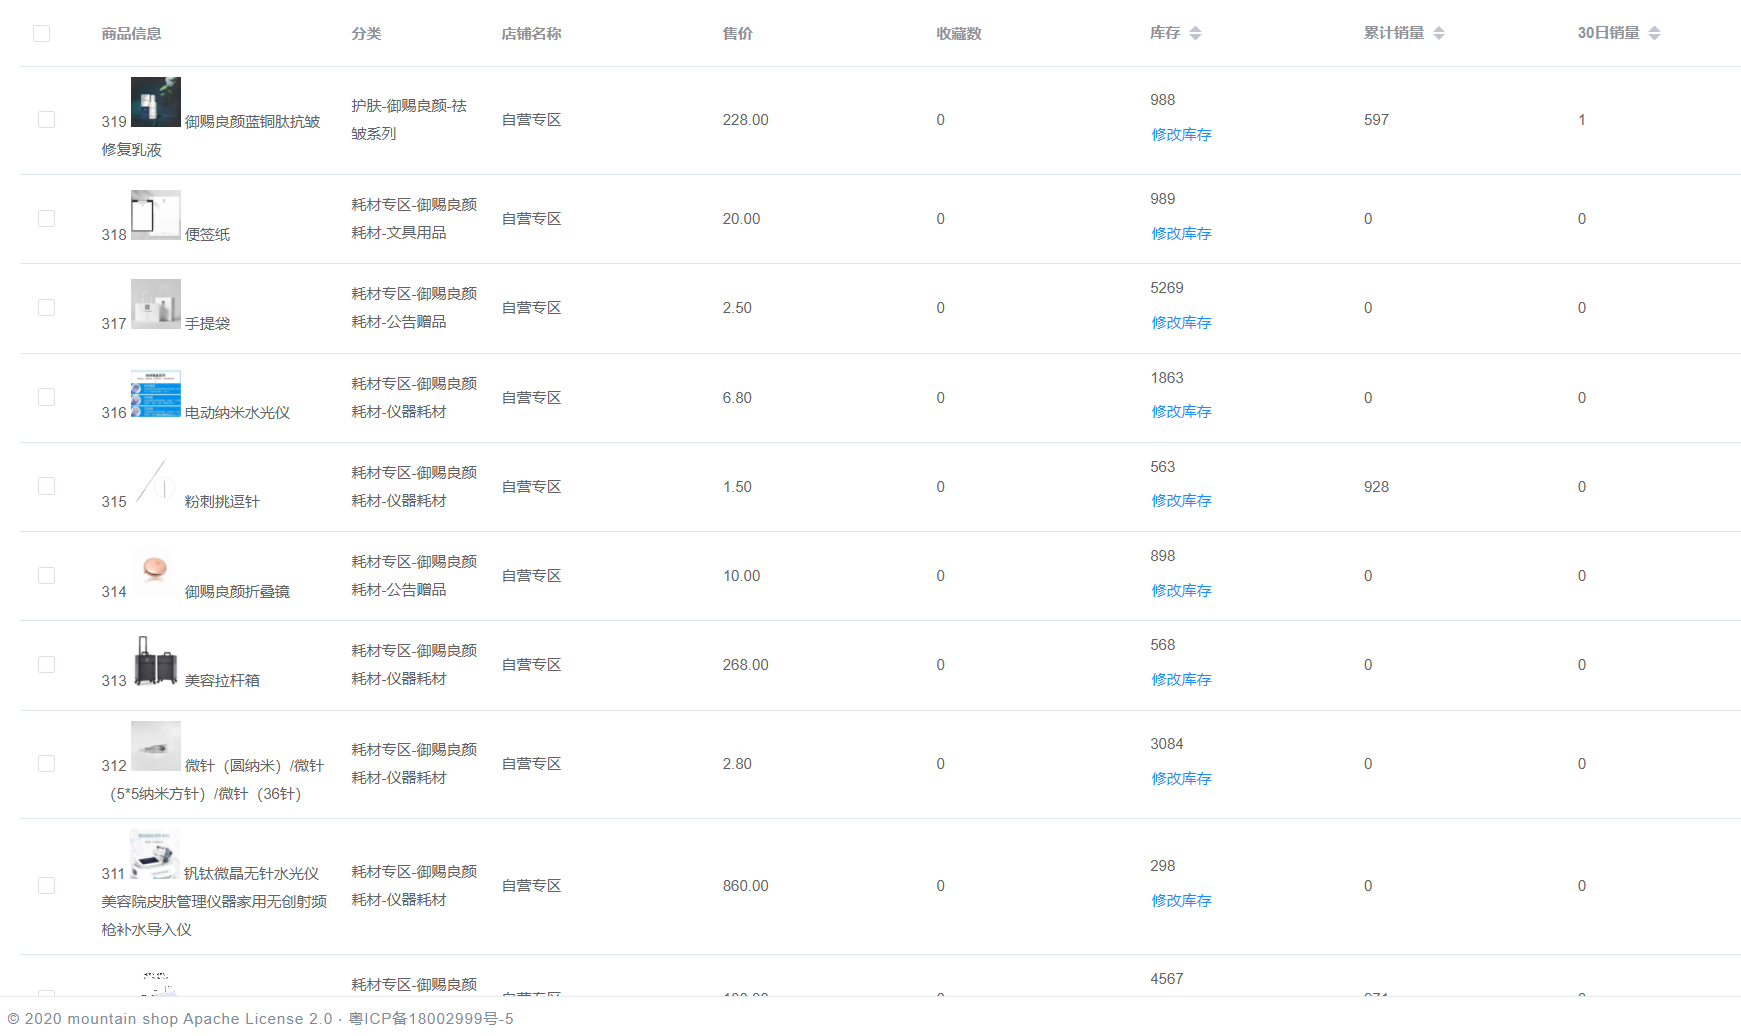 商品信息 分类 店铺名称 售价 收藏数 库存 累计销量 30日销量
319 御赐良颜蓝铜肽抗皱
修复乳液
护肤-御赐良颜-祛
皱系列
自营专区 228.00 0
988
修改库存
597 1
318 便签纸
耗材专区-御赐良颜
耗材-文具用品
自营专区 20.00 0
989
修改库存
0 0
317 手提袋
耗材专区-御赐良颜
耗材-公告赠品
自营专区 2.50 0
5269
修改库存
0 0
316 电动纳米水光仪
耗材专区-御赐良颜
耗材-仪器耗材
自营专区 6.80 0
1863
修改库存
0 0
315 粉刺挑逗针
耗材专区-御赐良颜
耗材-仪器耗材
自营专区 1.50 0
563
修改库存
928 0
314 御赐良颜折叠镜
耗材专区-御赐良颜
耗材-公告赠品
自营专区 10.00 0
898
修改库存
0 0
313 美容拉杆箱
耗材专区-御赐良颜
耗材-仪器耗材
自营专区 268.00 0
568
修改库存
0 0
312 微针（圆纳米）/微针
（5*5纳米方针）/微针（36针）
耗材专区-御赐良颜
耗材-仪器耗材
自营专区 2.80 0
3084
修改库存
0 0
311 钒钛微晶无针水光仪
美容院皮肤管理仪器家用无创射频
枪补水导入仪
耗材专区-御赐良颜
耗材-仪器耗材
自营专区 860.00 0
298
修改库存
0 0
耗材专区-御赐良颜
4567
© 2020 mountain shop Apache License 2.0 · 粤ICP备18002999号-5